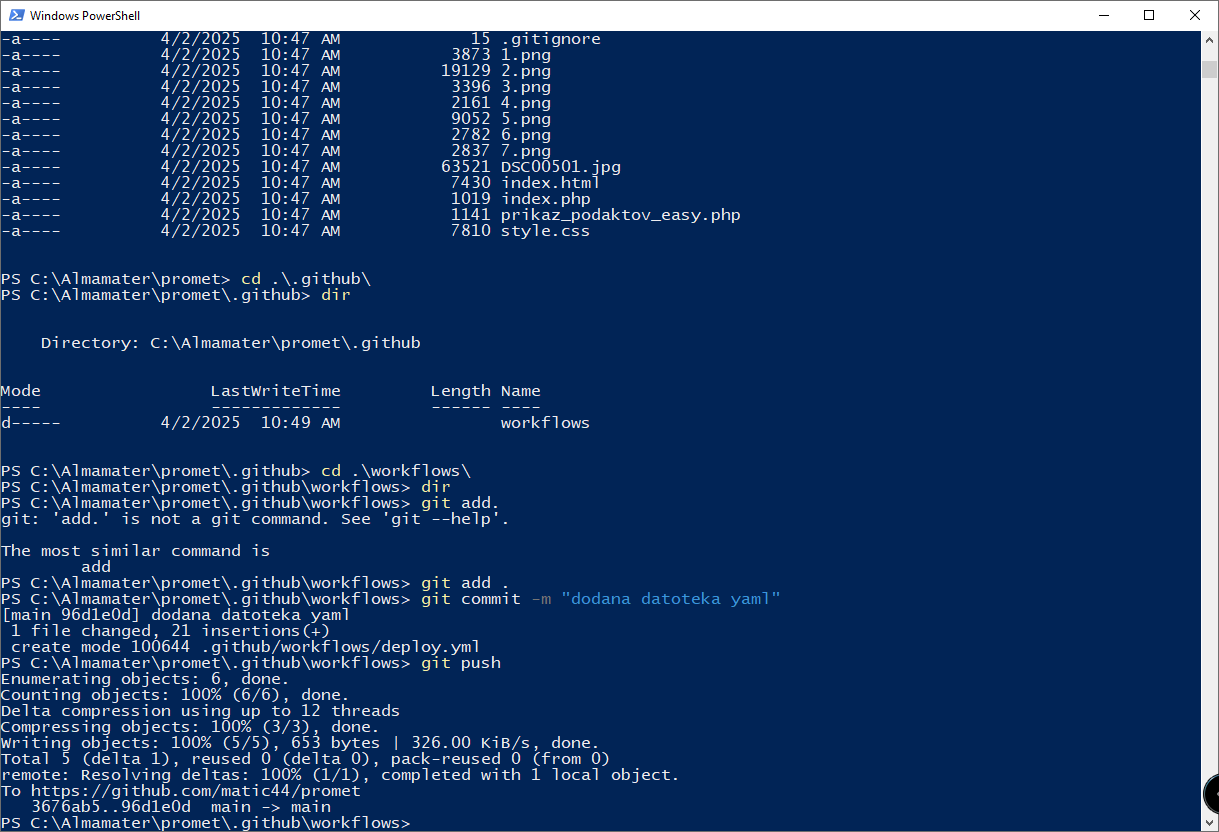 Windows PowerShell
-a---- 4/2/2025 10:47 AM 15 .gitignore
-a---- 4/2/2025 10:47 AM 3873 1.png
-a---- 4/2/2025 10:47 AM 19129 2.png
-a---- 4/2/2025 10:47 AM 3396 3.png
-a---- 4/2/2025 10:47 AM 2161 4.png
-a---- 4/2/2025 10:47 AM 9052 5.png
-a---- 4/2/2025 10:47 AM 2782 6.png
-a---- 4/2/2025 10:47 AM 2837 7.png
-a---- 4/2/2025 10:47 AM 63521 DSC00501.jpg
-a---- 4/2/2025 10:47 AM 7430 index.html
-a---- 4/2/2025 10:47 AM 1019 index.php
-a---- 4/2/2025 10:47 AM 1141 prikaz_podaktov_easy.php
-a---- 4/2/2025 10:47 AM 7810 style.css
PS C:\Almamater\promet> cd .\.github\
PS C:\Almamater\promet\.github> dir
Directory: C:\Almamater\promet\.github
Mode LastWriteTime Length Name
---- ------------- ------ ----
d----- 4/2/2025 10:49 AM workflows
PS C:\Almamater\promet\.github> cd .\workflows\
PS C:\Almamater\promet\.github\workflows> dir
PS C:\Almamater\promet\.github\workflows> git add.
git: 'add.' is not a git command. See 'git --help'.
The most similar command is
add
PS C:\Almamater\promet\.github\workflows> git add .
PS C:\Almamater\promet\.github\workflows> git commit -m "dodana datoteka yaml"
[main 96d1e0d] dodana datoteka yaml
1 file changed, 21 insertions(+)
create mode 100644 .github/workflows/deploy.yml
PS C:\Almamater\promet\.github\workflows> git push
Enumerating objects: 6, done.
Counting objects: 100% (6/6), done.
Delta compression using up to 12 threads
Compressing objects: 100% (3/3), done.
Writing objects: 100% (5/5), 653 bytes | 326.00 KiB/s, done.
Total 5 (delta 1), reused 0 (delta 0), pack-reused 0 (from 0)
remote: Resolving deltas: 100% (1/1), completed with 1 local object.
To https://github.com/matic44/promet
3676ab5..96d1e0d main -> main
PS C:\Almamater\promet\.github\workflows>